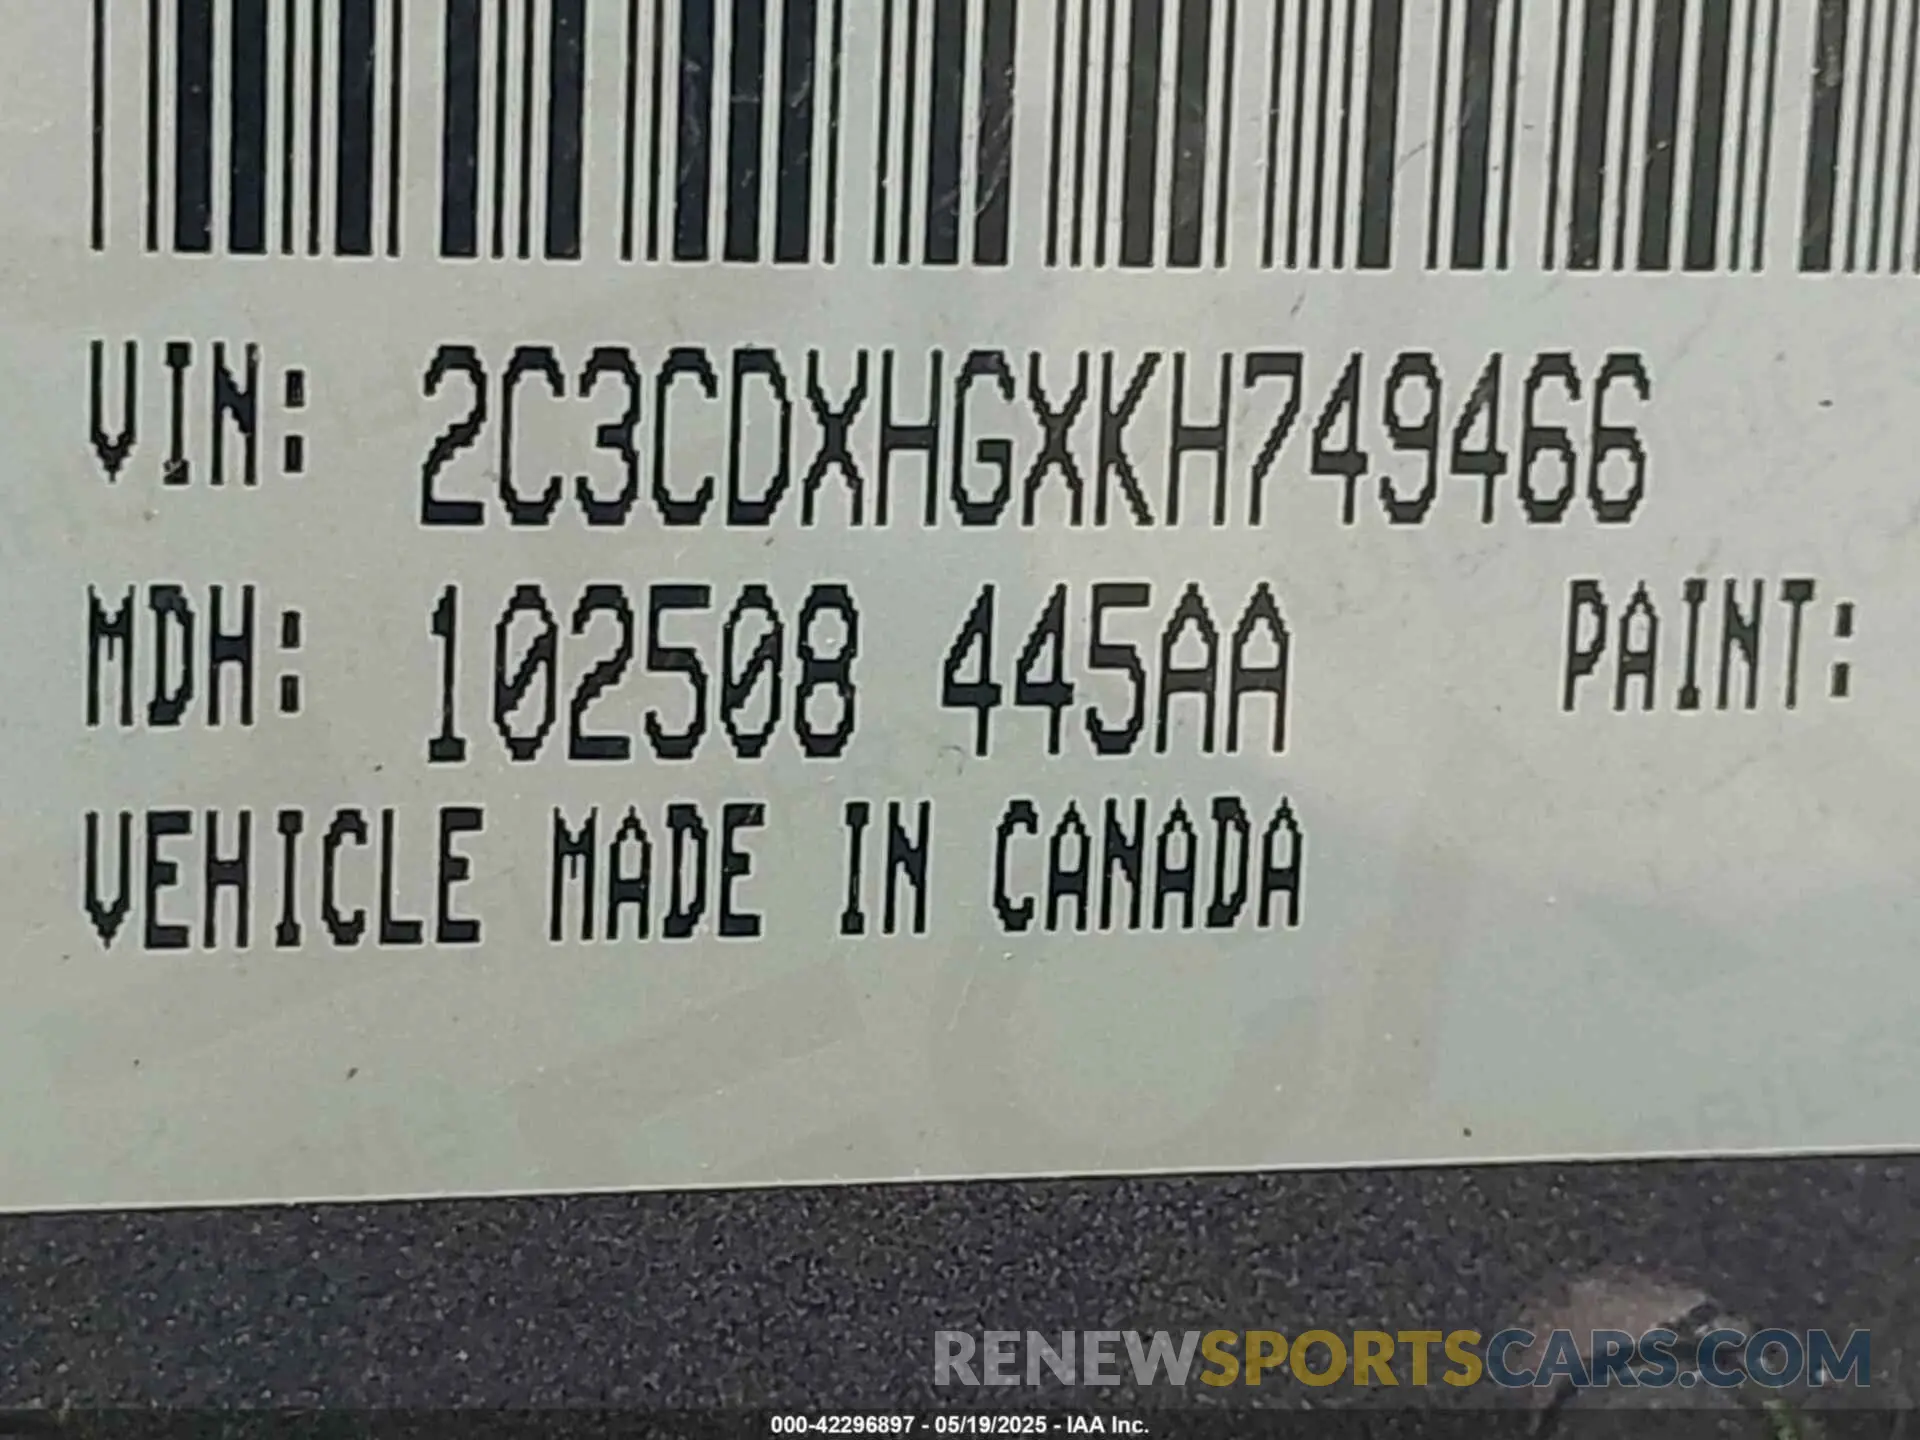 VIN: 2C3CDXHGXKH749466
MDH: 102508 445AA PAINT:
VEHICLE MADE IN CANADA
RENEWSPORTSCARS.COM
000-42296897 - 05/19/2025 - IAA Inc.